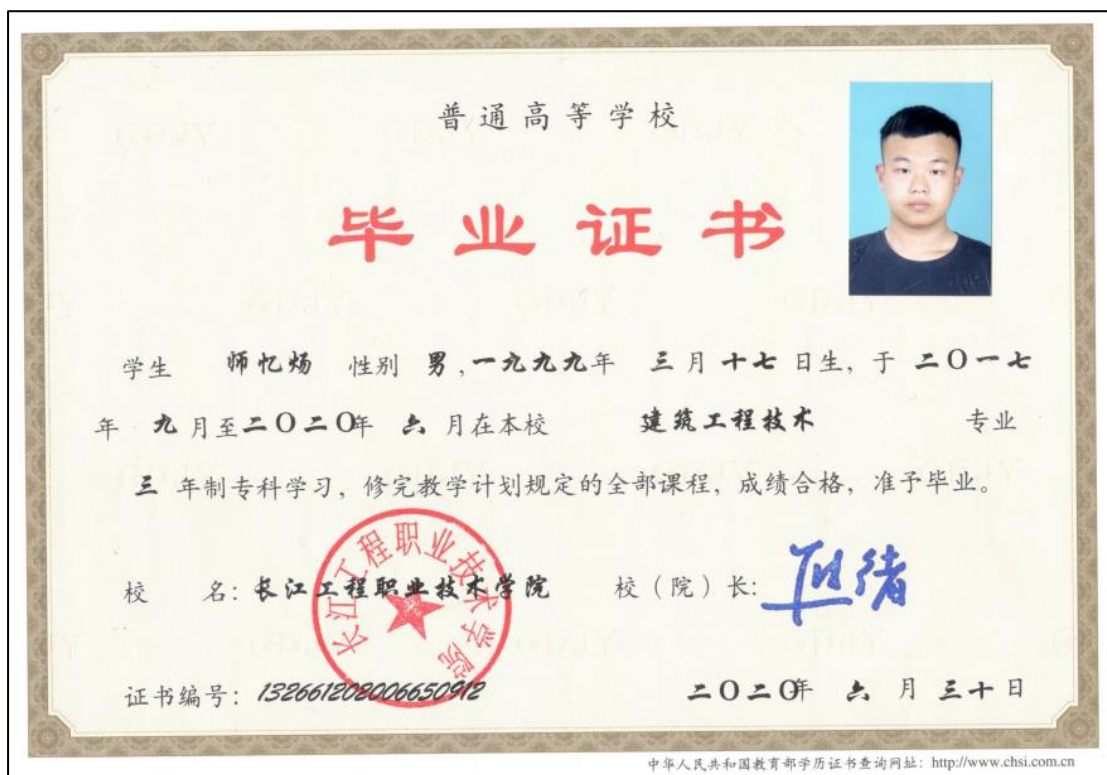 普通高等学校
毕业证书
学生 师忆炀 性别 男，一九九九年 三月十七日生，于二〇一七
年 九月至二〇二〇年 六月在本校 建筑工程技术 专业
三年制专科学习，修完教学计划规定的全部课程，成绩合格，准予毕业。
长江工程职业技术学院
校 名：长江工程职业技术学院 校（院）长：
证书编号：132661202006650912 二〇二〇年 六月三十日
中华人民共和国教育部学历证书查询网址：http://www.chsi.com.cn